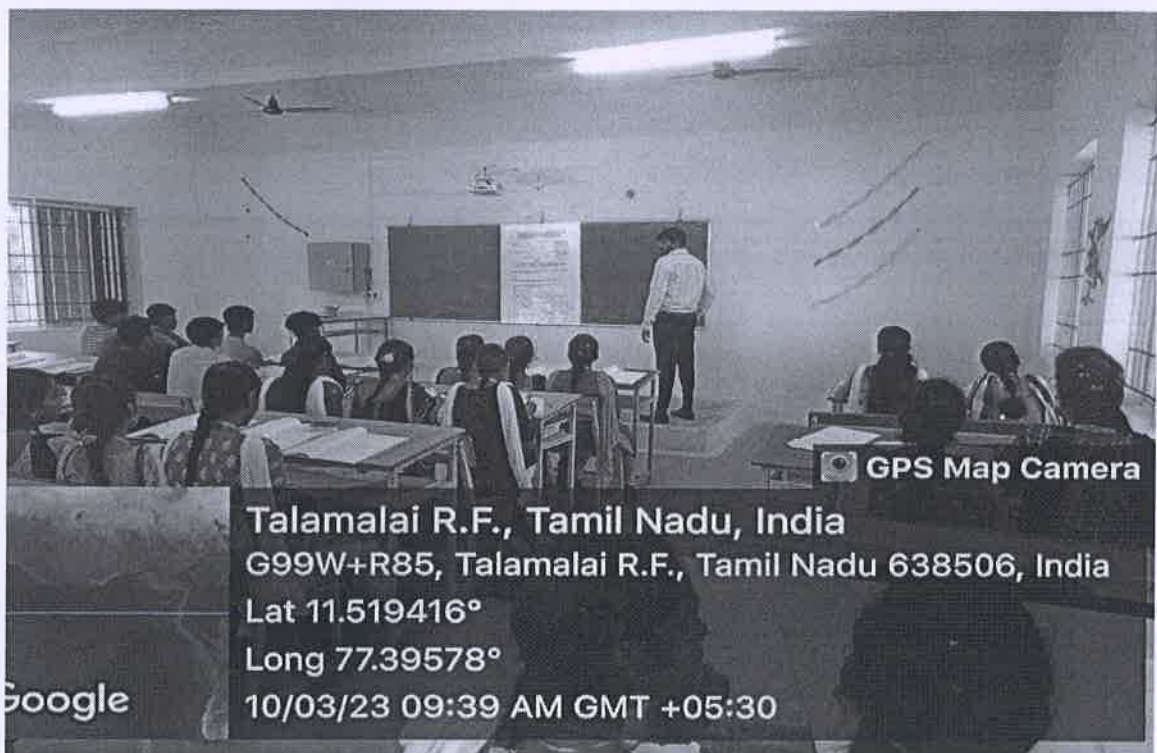 GPS Map Camera
Talamalai R.F., Tamil Nadu, India
G99W+R85, Talamalai R.F., Tamil Nadu 638506, India
Lat 11.519416°
Long 77.39578°
10/03/23 09:39 AM GMT +05:30
Google